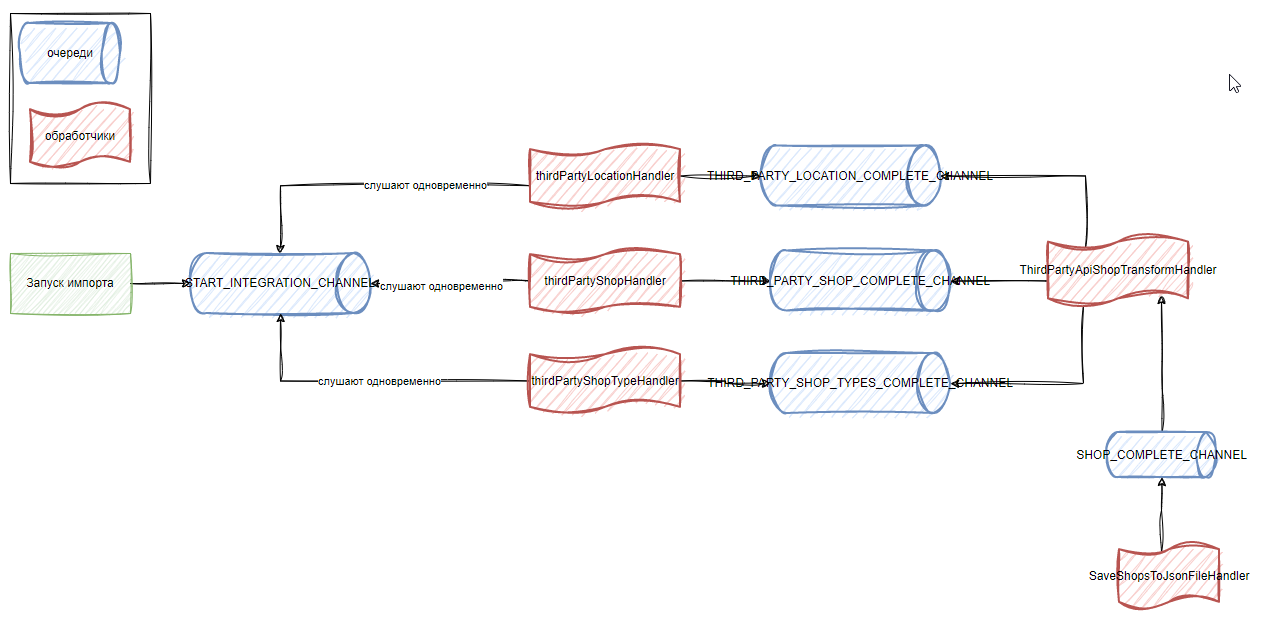 очереди
обработчики
Запуск импорта
START_INTEGRATION_CHANNEL
слушают одновременно
слушают одновременно
слушают одновременно
thirdPartyLocationHandler
thirdPartyShopHandler
thirdPartyShopTypeHandler
THIRD_PARTY_LOCATION_COMPLETE_CHANNEL
THIRD_PARTY_SHOP_COMPLETE_CHANNEL
THIRD_PARTY_SHOP_TYPES_COMPLETE_CHANNEL
ThirdPartyApiShopTransformHandler
SHOP_COMPLETE_CHANNEL
SaveShopsToJsonFileHandler